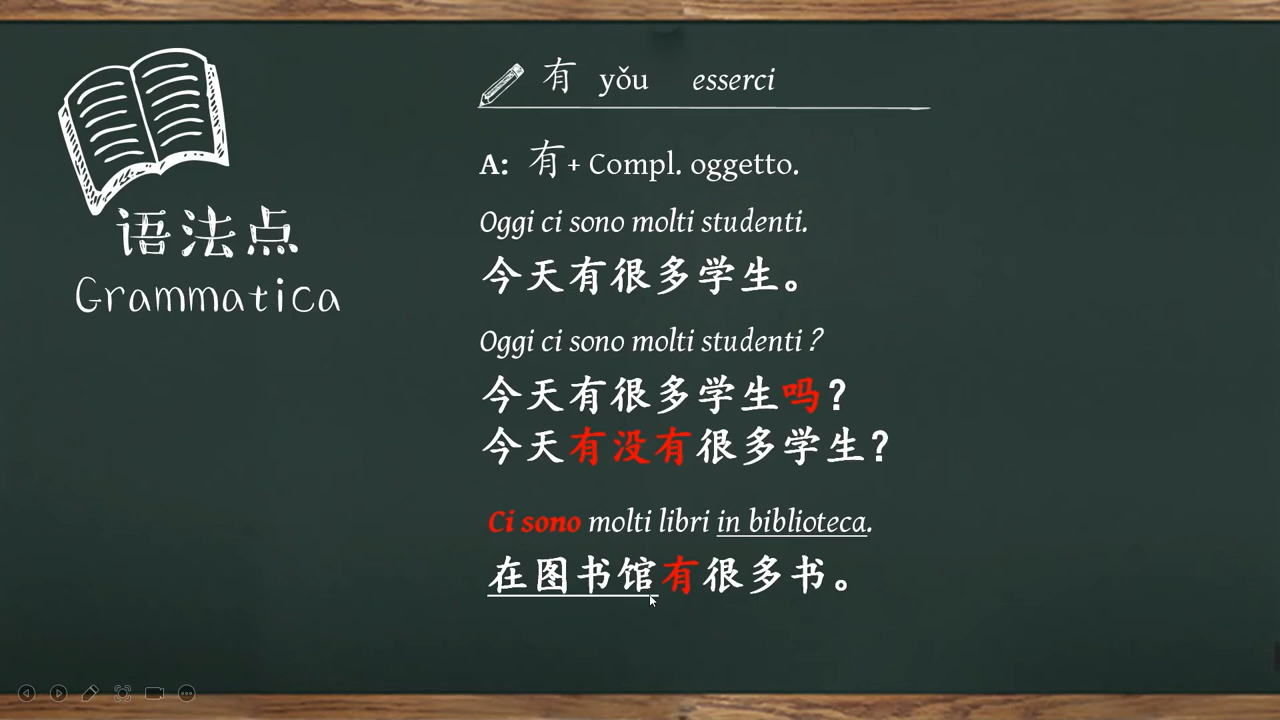 语法点
Grammatica
有 yǒu esserci
A: 有+ Compl. oggetto.
Oggi ci sono molti studenti.
今天有很多学生。
Oggi ci sono molti studenti？
今天有很多学生吗？
今天有没有很多学生？
Ci sono molti libri in biblioteca.
在图书馆有很多书。